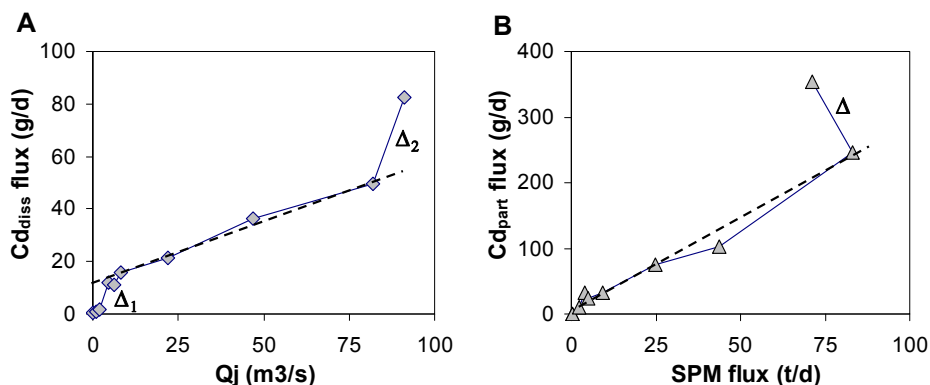 A
B
Cd_diss flux (g/d)
100
80
60
40
20
0
Δ2
Δ1
0 25 50 75 100
Qj (m3/s)
Cd_part flux (g/d)
400
300
200
100
0
Δ
0 25 50 75 100
SPM flux (t/d)